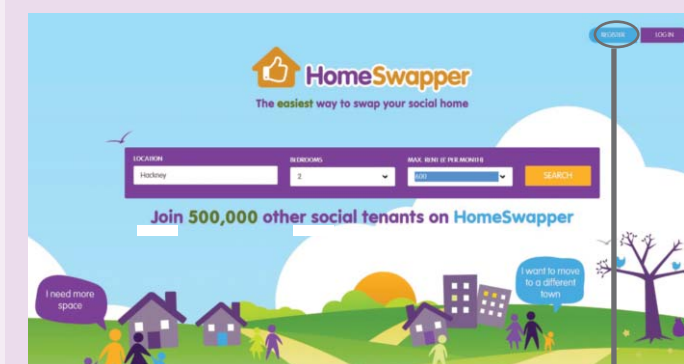 REGISTER LOG IN
HomeSwapper
The easiest way to swap your social home
LOCATION BEDROOMS MAX. RENT (£ PER MONTH)
Hackney 2 600 SEARCH
Join 500,000 other social tenants on HomeSwapper
I need more
space
I want to move
to a different
town